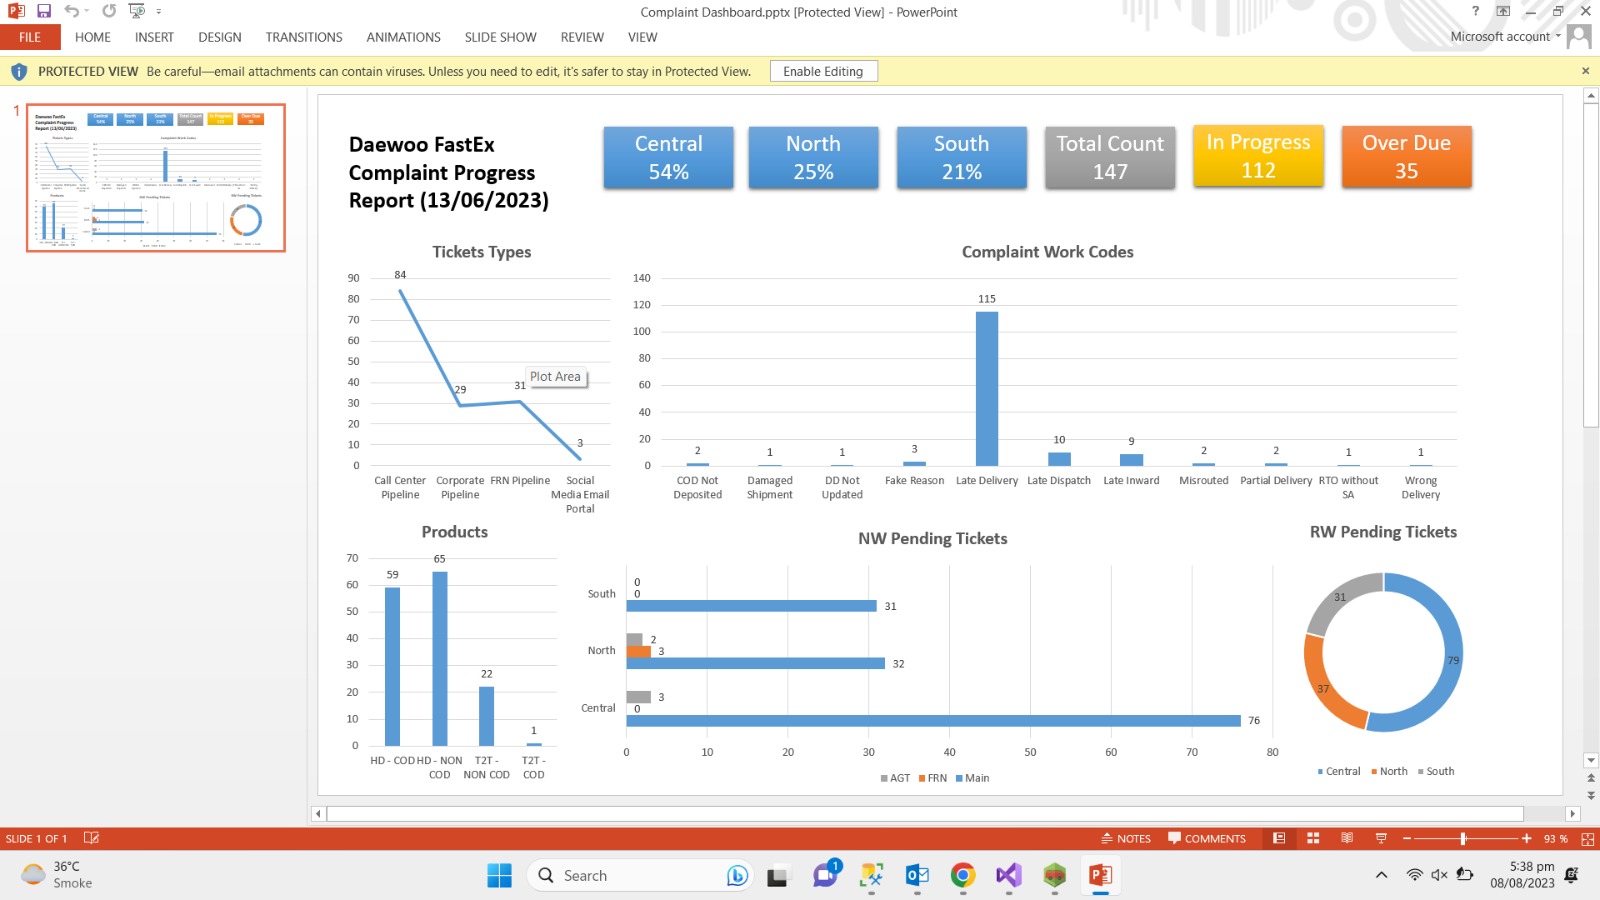 Complaint Dashboard.pptx [Protected View] - PowerPoint
?
FILE HOME INSERT DESIGN TRANSITIONS ANIMATIONS SLIDE SHOW REVIEW VIEW
Microsoft account
PROTECTED VIEW Be careful—email attachments can contain viruses. Unless you need to edit, it's safer to stay in Protected View. Enable Editing
1
Daewoo FastEx
Complaint Progress
Report (13/06/2023)
Central
54%
North
25%
South
21%
Total Count
147
In Progress
112
Over Due
35
Tickets Types
90
80
70
60
50
40
30
20
10
0
84
29
31
3
Plot Area
Call Center Pipeline
Corporate Pipeline
FRN Pipeline
Social Media Email Portal
Complaint Work Codes
140
120
100
80
60
40
20
0
2
1
1
3
115
10
9
2
2
1
1
COD Not Deposited
Damaged Shipment
DD Not Updated
Fake Reason
Late Delivery
Late Dispatch
Late Inward
Misrouted
Partial Delivery
RTO without SA
Wrong Delivery
Products
70
60
50
40
30
20
10
0
59
65
22
1
HD - COD
HD - NON COD
T2T - NON COD
T2T - COD
NW Pending Tickets
South
0
0
31
North
2
3
32
Central
3
0
76
0 10 20 30 40 50 60 70 80
AGT FRN Main
RW Pending Tickets
31
79
37
Central North South
SLIDE 1 OF 1
NOTES COMMENTS 93 %
36°C
Smoke
Search
1
5:38 pm
08/08/2023